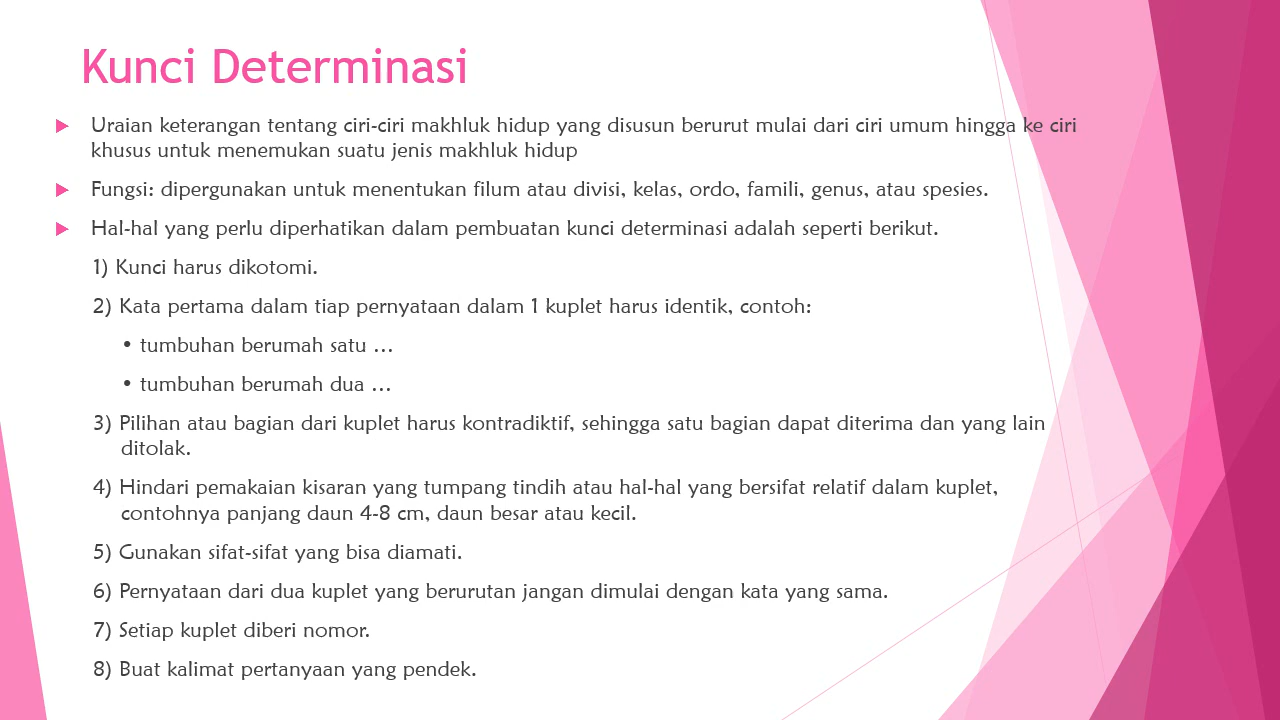 Kunci Determinasi
Uraian keterangan tentang ciri-ciri makhluk hidup yang disusun berurut mulai dari ciri umum hingga ke ciri
khusus untuk menemukan suatu jenis makhluk hidup
Fungsi: dipergunakan untuk menentukan filum atau divisi, kelas, ordo, famili, genus, atau spesies.
Hal-hal yang perlu diperhatikan dalam pembuatan kunci determinasi adalah seperti berikut.
1) Kunci harus dikotomi.
2) Kata pertama dalam tiap pernyataan dalam 1 kuplet harus identik, contoh:
• tumbuhan berumah satu …
• tumbuhan berumah dua …
3) Pilihan atau bagian dari kuplet harus kontradiktif, sehingga satu bagian dapat diterima dan yang lain
ditolak.
4) Hindari pemakaian kisaran yang tumpang tindih atau hal-hal yang bersifat relatif dalam kuplet,
contohnya panjang daun 4-8 cm, daun besar atau kecil.
5) Gunakan sifat-sifat yang bisa diamati.
6) Pernyataan dari dua kuplet yang berurutan jangan dimulai dengan kata yang sama.
7) Setiap kuplet diberi nomor.
8) Buat kalimat pertanyaan yang pendek.